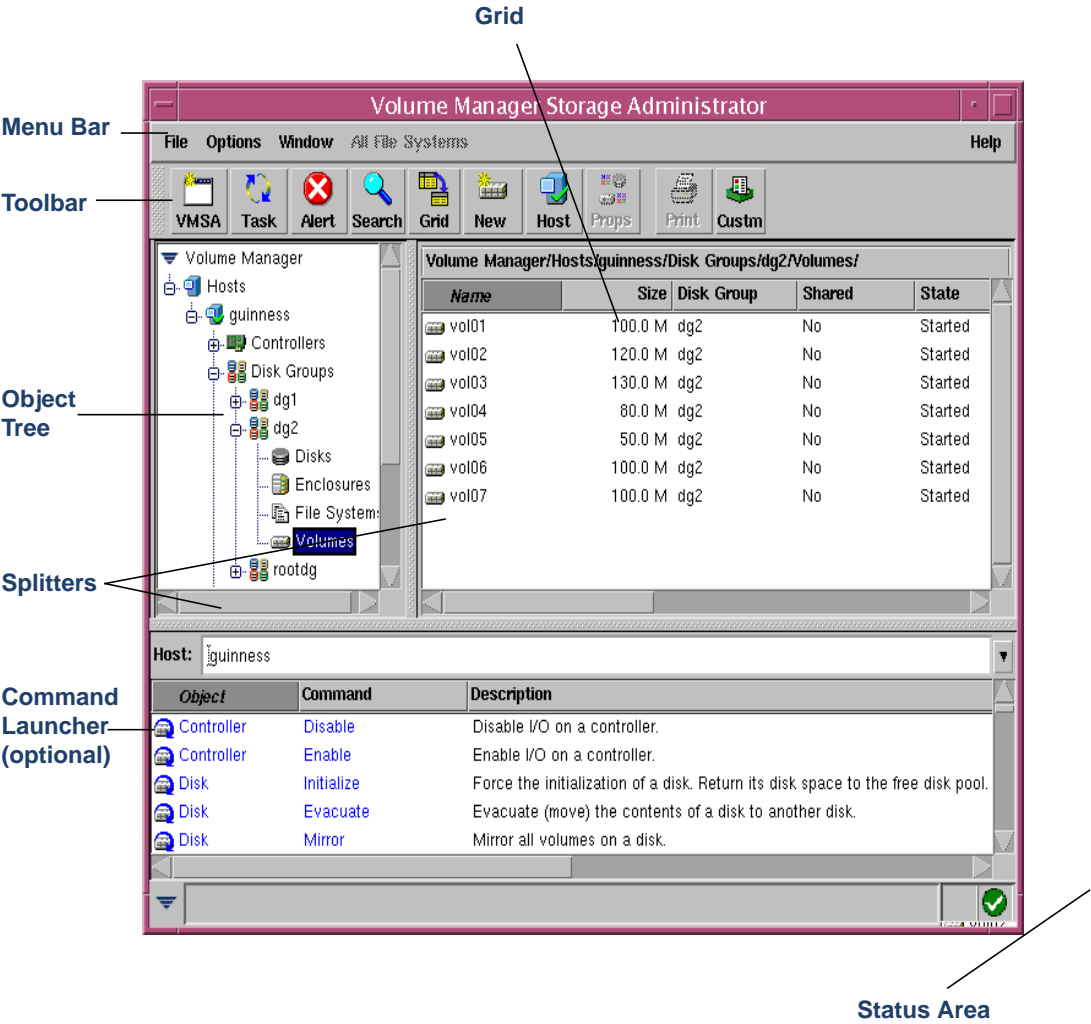 Grid
Volume Manager Storage Administrator
Menu Bar
File Options Window All File Systems Help
Toolbar
VMSA Task Alert Search Grid New Host Props Print Custm
Volume Manager
Hosts
guinness
Controllers
Disk Groups
dg1
dg2
Disks
Enclosures
File System
Volumes
rootdg
Object
Tree
Splitters
Volume Manager/Hosts/guinness/Disk Groups/dg2/Volumes/
Name Size Disk Group Shared State
vol01 100.0 M dg2 No Started
vol02 120.0 M dg2 No Started
vol03 130.0 M dg2 No Started
vol04 80.0 M dg2 No Started
vol05 50.0 M dg2 No Started
vol06 100.0 M dg2 No Started
vol07 100.0 M dg2 No Started
Host: guinness
Command
Launcher
(optional)
Object Command Description
Controller Disable Disable I/O on a controller.
Controller Enable Enable I/O on a controller.
Disk Initialize Force the initialization of a disk. Return its disk space to the free disk pool.
Disk Evacuate Evacuate (move) the contents of a disk to another disk.
Disk Mirror Mirror all volumes on a disk.
Status Area